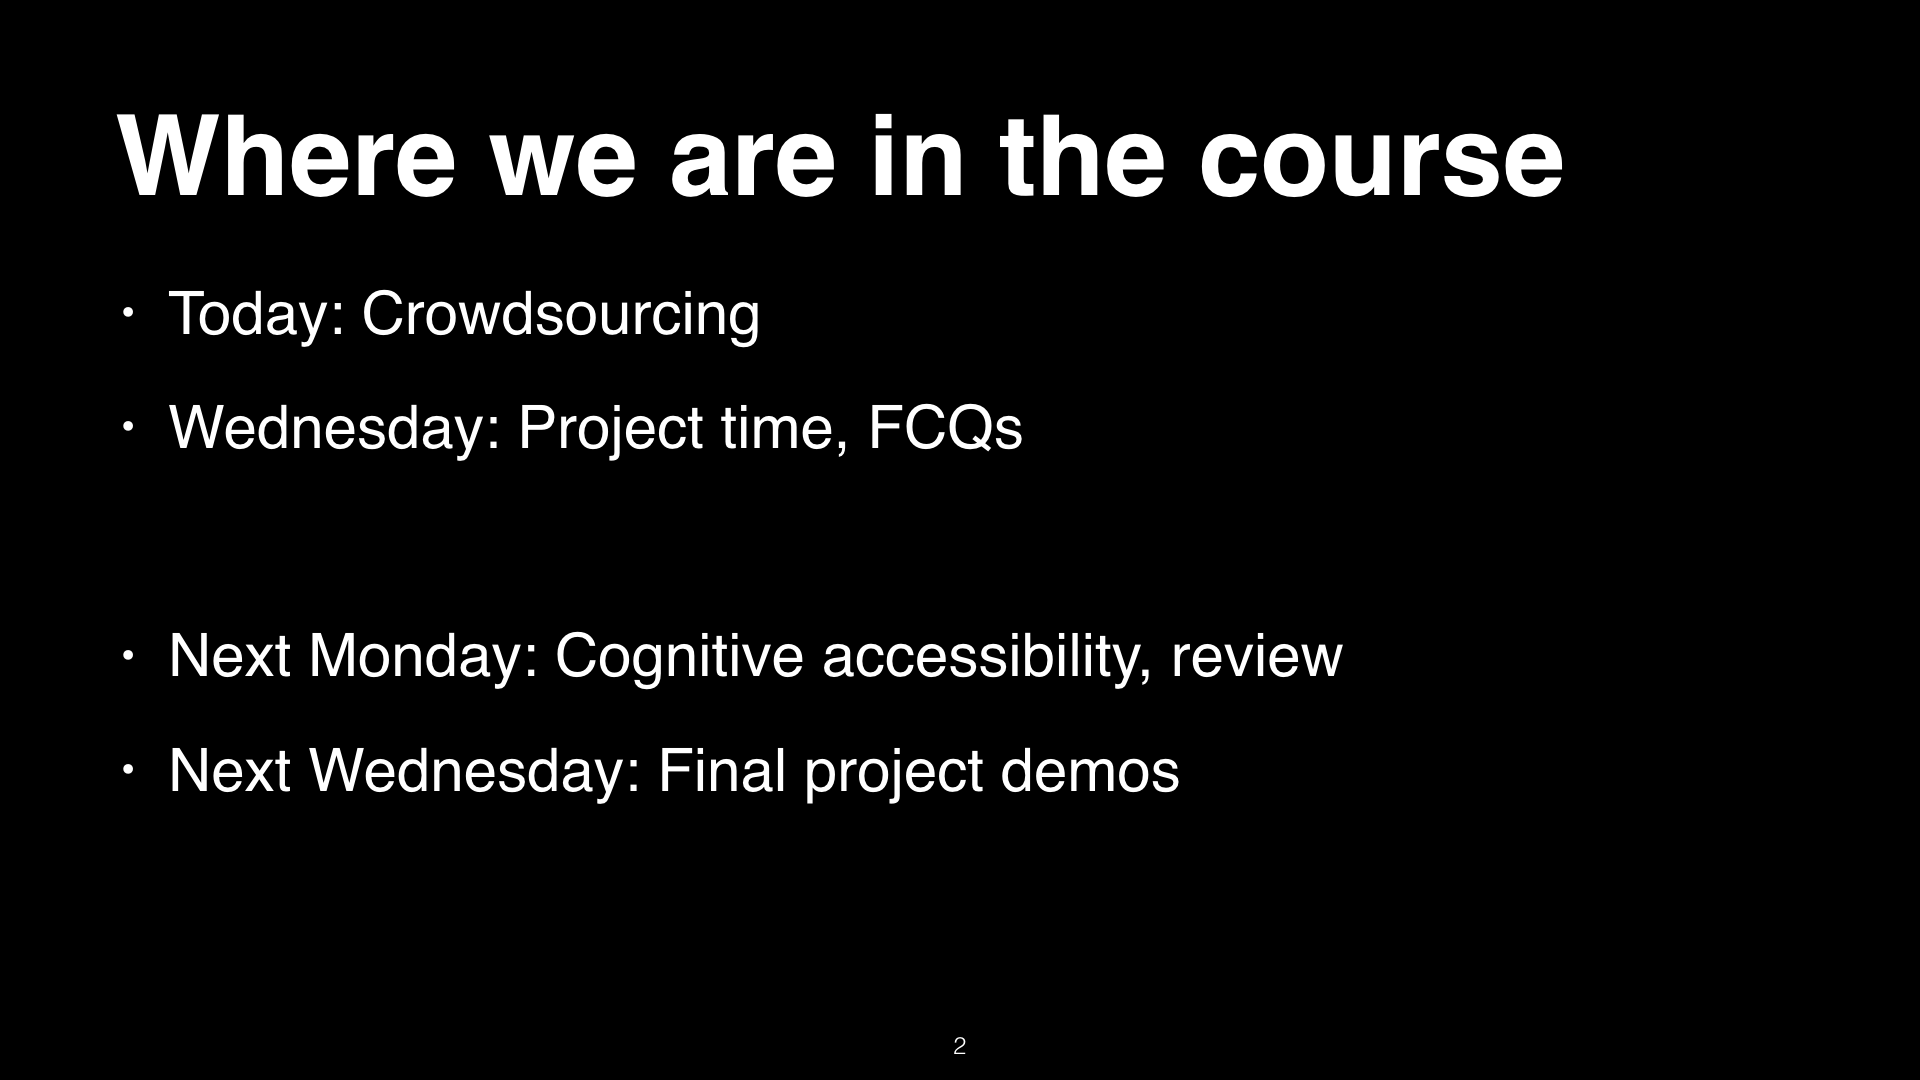 Where we are in the course
• Today: Crowdsourcing
• Wednesday: Project time, FCQs
• Next Monday: Cognitive accessibility, review
• Next Wednesday: Final project demos
2